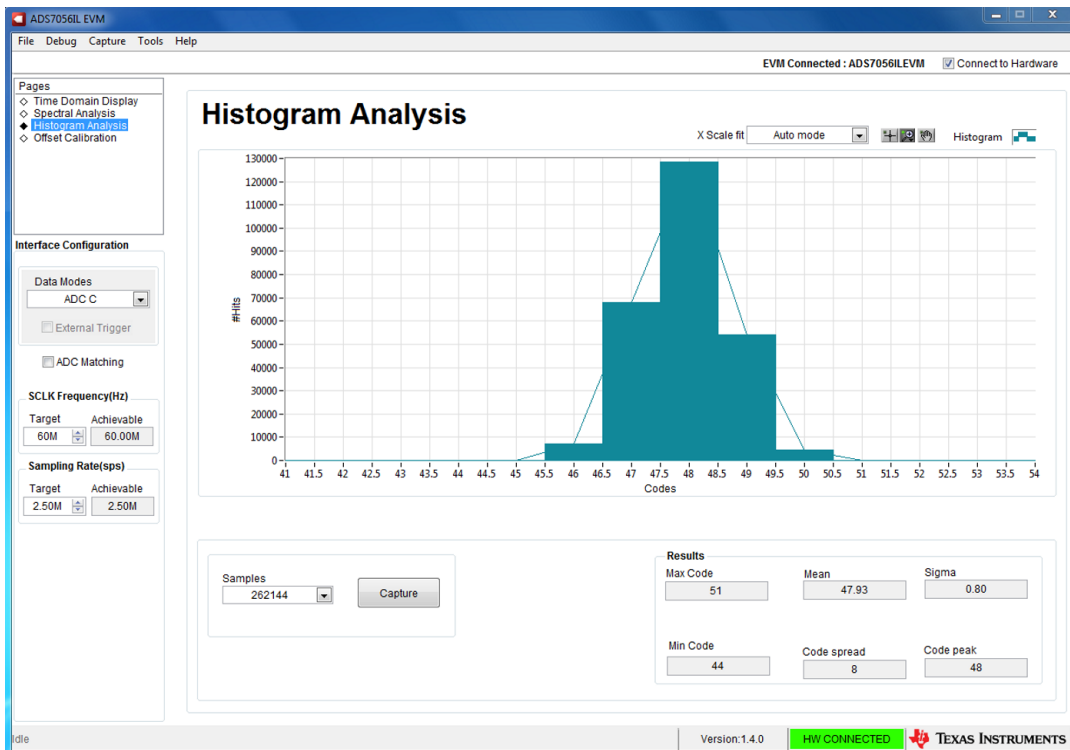 ADS7056IL EVM
File Debug Capture Tools Help
EVM Connected : ADS7056ILEVM Connect to Hardware
Pages
Time Domain Display
Spectral Analysis
Histogram Analysis
Offset Calibration
Interface Configuration
Data Modes
ADC C
External Trigger
ADC Matching
SCLK Frequency(Hz)
Target Achievable
60M 60.00M
Sampling Rate(sps)
Target Achievable
2.50M 2.50M
Histogram Analysis
X Scale fit Auto mode Histogram
130000
120000
110000
100000
90000
80000
70000
60000
50000
40000
30000
20000
10000
0
#Hits
41 41.5 42 42.5 43 43.5 44 44.5 45 45.5 46 46.5 47 47.5 48 48.5 49 49.5 50 50.5 51 51.5 52 52.5 53 53.5 54
Codes
Samples
262144 Capture
Results
Max Code Mean Sigma
51 47.93 0.80
Min Code Code spread Code peak
44 8 48
Idle Version:1.4.0 HW CONNECTED TEXAS INSTRUMENTS